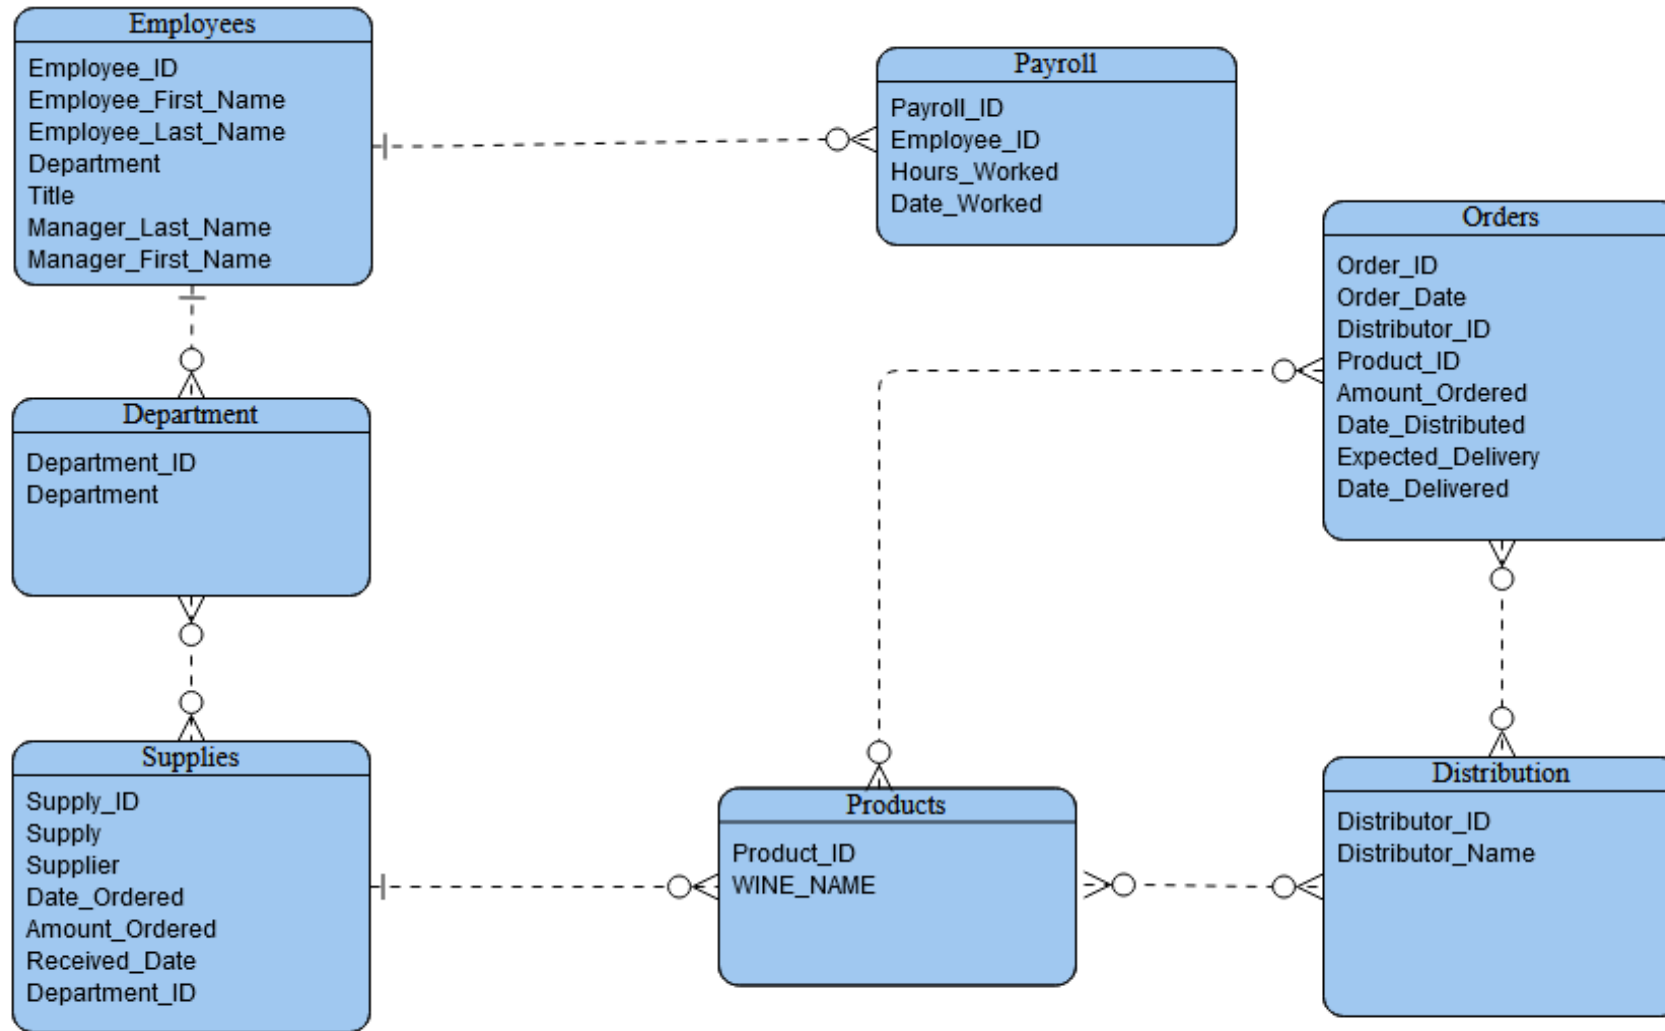 Employees
Employee_ID
Employee_First_Name
Employee_Last_Name
Department
Title
Manager_Last_Name
Manager_First_Name
Payroll
Payroll_ID
Employee_ID
Hours_Worked
Date_Worked
Orders
Order_ID
Order_Date
Distributor_ID
Product_ID
Amount_Ordered
Date_Distributed
Expected_Delivery
Date_Delivered
Department
Department_ID
Department
Supplies
Supply_ID
Supply
Supplier
Date_Ordered
Amount_Ordered
Received_Date
Department_ID
Products
Product_ID
WINE_NAME
Distribution
Distributor_ID
Distributor_Name